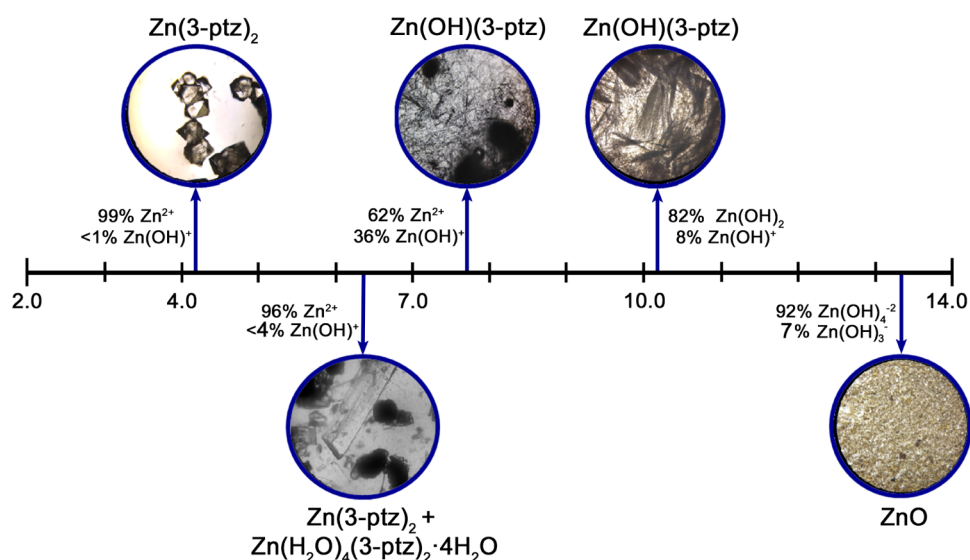 Zn(3-ptz)₂
Zn(OH)(3-ptz)
Zn(OH)(3-ptz)
99% Zn²⁺
<1% Zn(OH)⁺
62% Zn²⁺
36% Zn(OH)⁺
82% Zn(OH)₂
8% Zn(OH)⁺
2.0
4.0
7.0
10.0
14.0
96% Zn²⁺
<4% Zn(OH)⁺
92% Zn(OH)₄⁻²
7% Zn(OH)₃⁻
Zn(3-ptz)₂ +
Zn(H₂O)₄(3-ptz)₂·4H₂O
ZnO